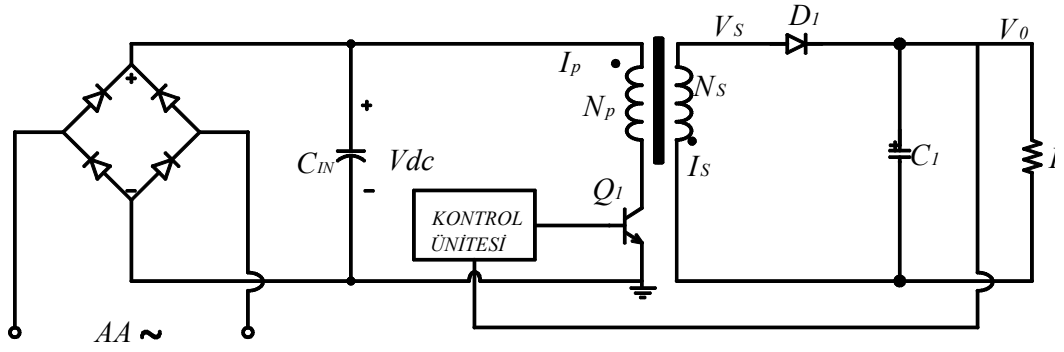 V_S
D_1
V_0
I_p
N_p
N_S
+
+
-
C_IN
Vdc
-
I_S
+
C_1
Q_1
KONTROL
ÜNİTESİ
AA ~